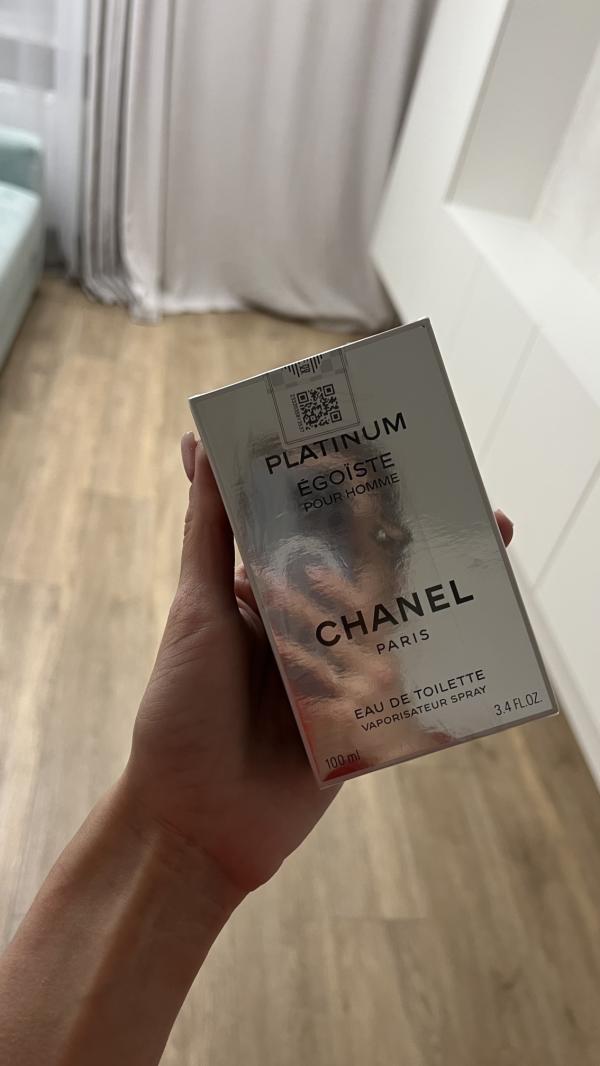 PLATINUM
ÉGOÏSTE
POUR HOMME
CHANEL
PARIS
EAU DE TOILETTE
VAPORISATEUR SPRAY
100 ml
3.4 FL.OZ.